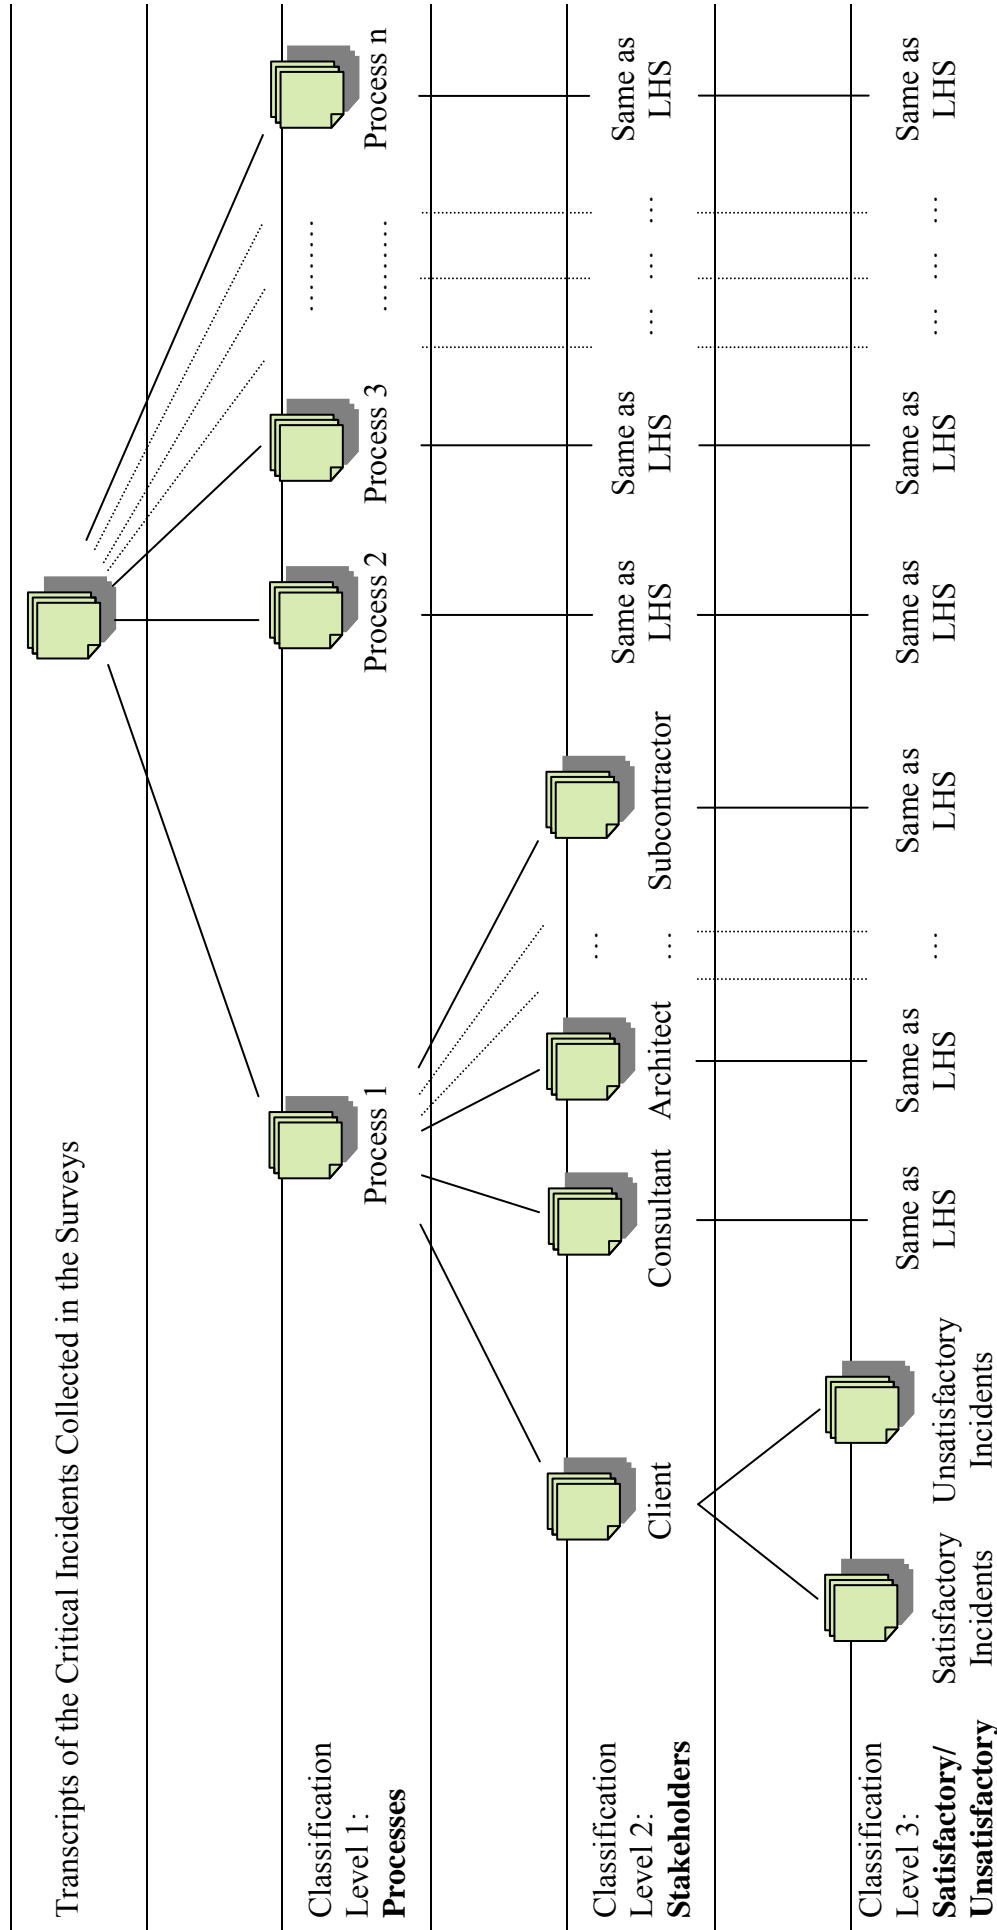 Transcripts of the Critical Incidents Collected in the Surveys
Classification
Level 1:
Processes
Process 1
Process 2
Process 3
.........
.........
Process n
Classification
Level 2:
Stakeholders
Client
Consultant
Architect
...
...
Subcontractor
Same as
LHS
Same as
LHS
... ... ...
Same as
LHS
Classification
Level 3:
Satisfactory/
Unsatisfactory
Satisfactory
Incidents
Unsatisfactory
Incidents
Same as
LHS
Same as
LHS
...
Same as
LHS
Same as
LHS
Same as
LHS
... ... ...
Same as
LHS